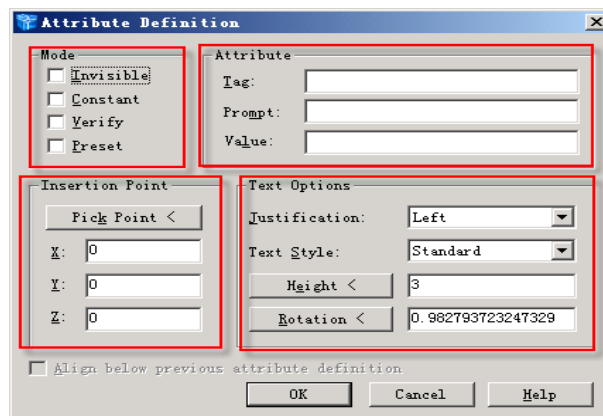 Attribute Definition
Mode
Invisible
Constant
Verify
Preset
Attribute
Tag:
Prompt:
Value:
Insertion Point
Pick Point <
X: 0
Y: 0
Z: 0
Text Options
Justification: Left
Text Style: Standard
Height < 3
Rotation < 0.982793723247329
Align below previous attribute definition
OK Cancel Help